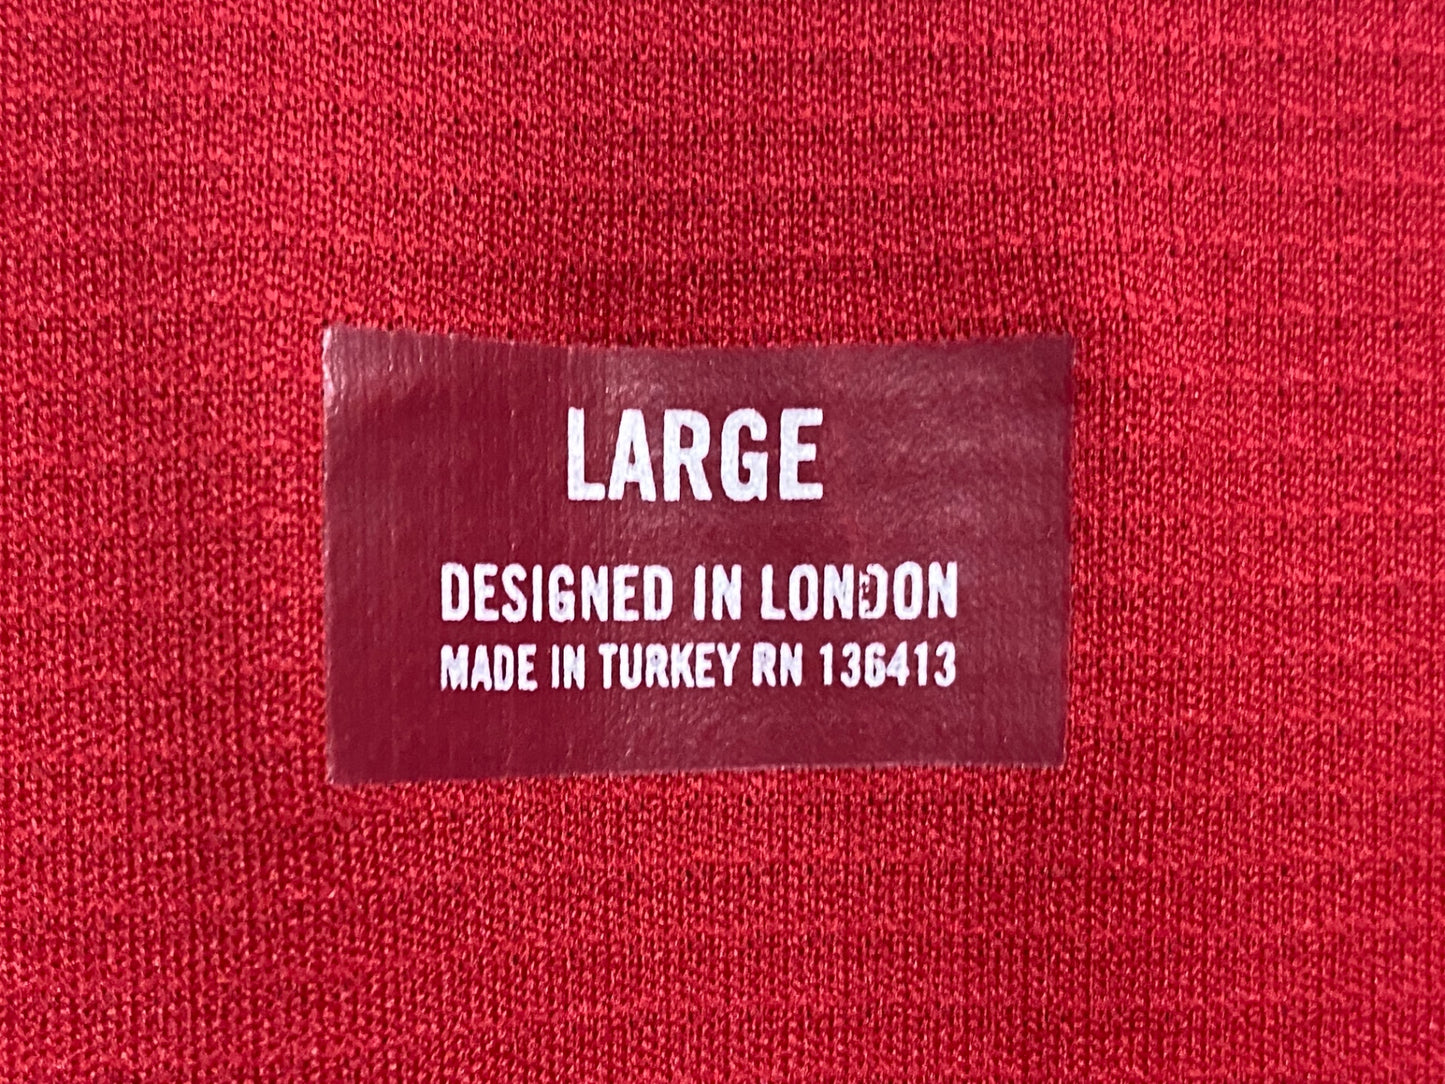 LARGE
DESIGNED IN LONDON
MADE IN TURKEY RN 136413